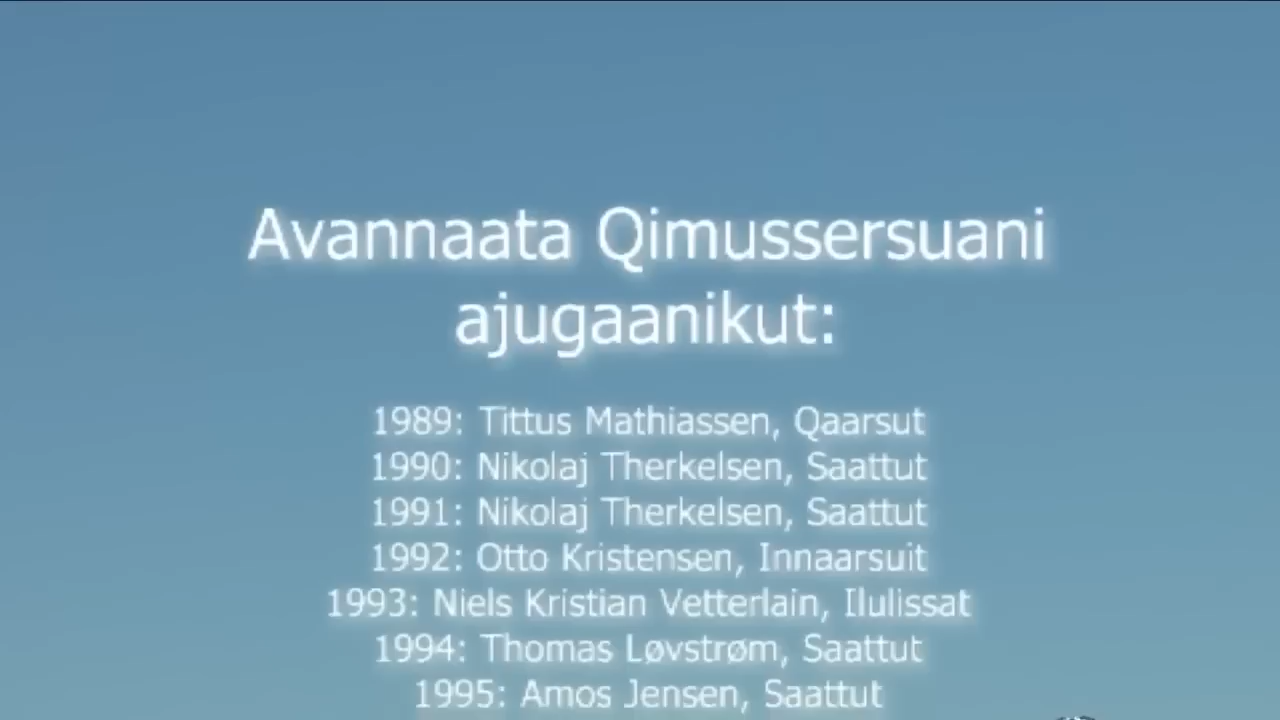 Avannaata Qimussersuani
ajugaanikut:
1989: Tittus Mathiassen, Qaarsut
1990: Nikolaj Therkelsen, Saattut
1991: Nikolaj Therkelsen, Saattut
1992: Otto Kristensen, Innaarsuit
1993: Niels Kristian Vetterlain, Ilulissat
1994: Thomas Løvstrøm, Saattut
1995: Amos Jensen, Saattut